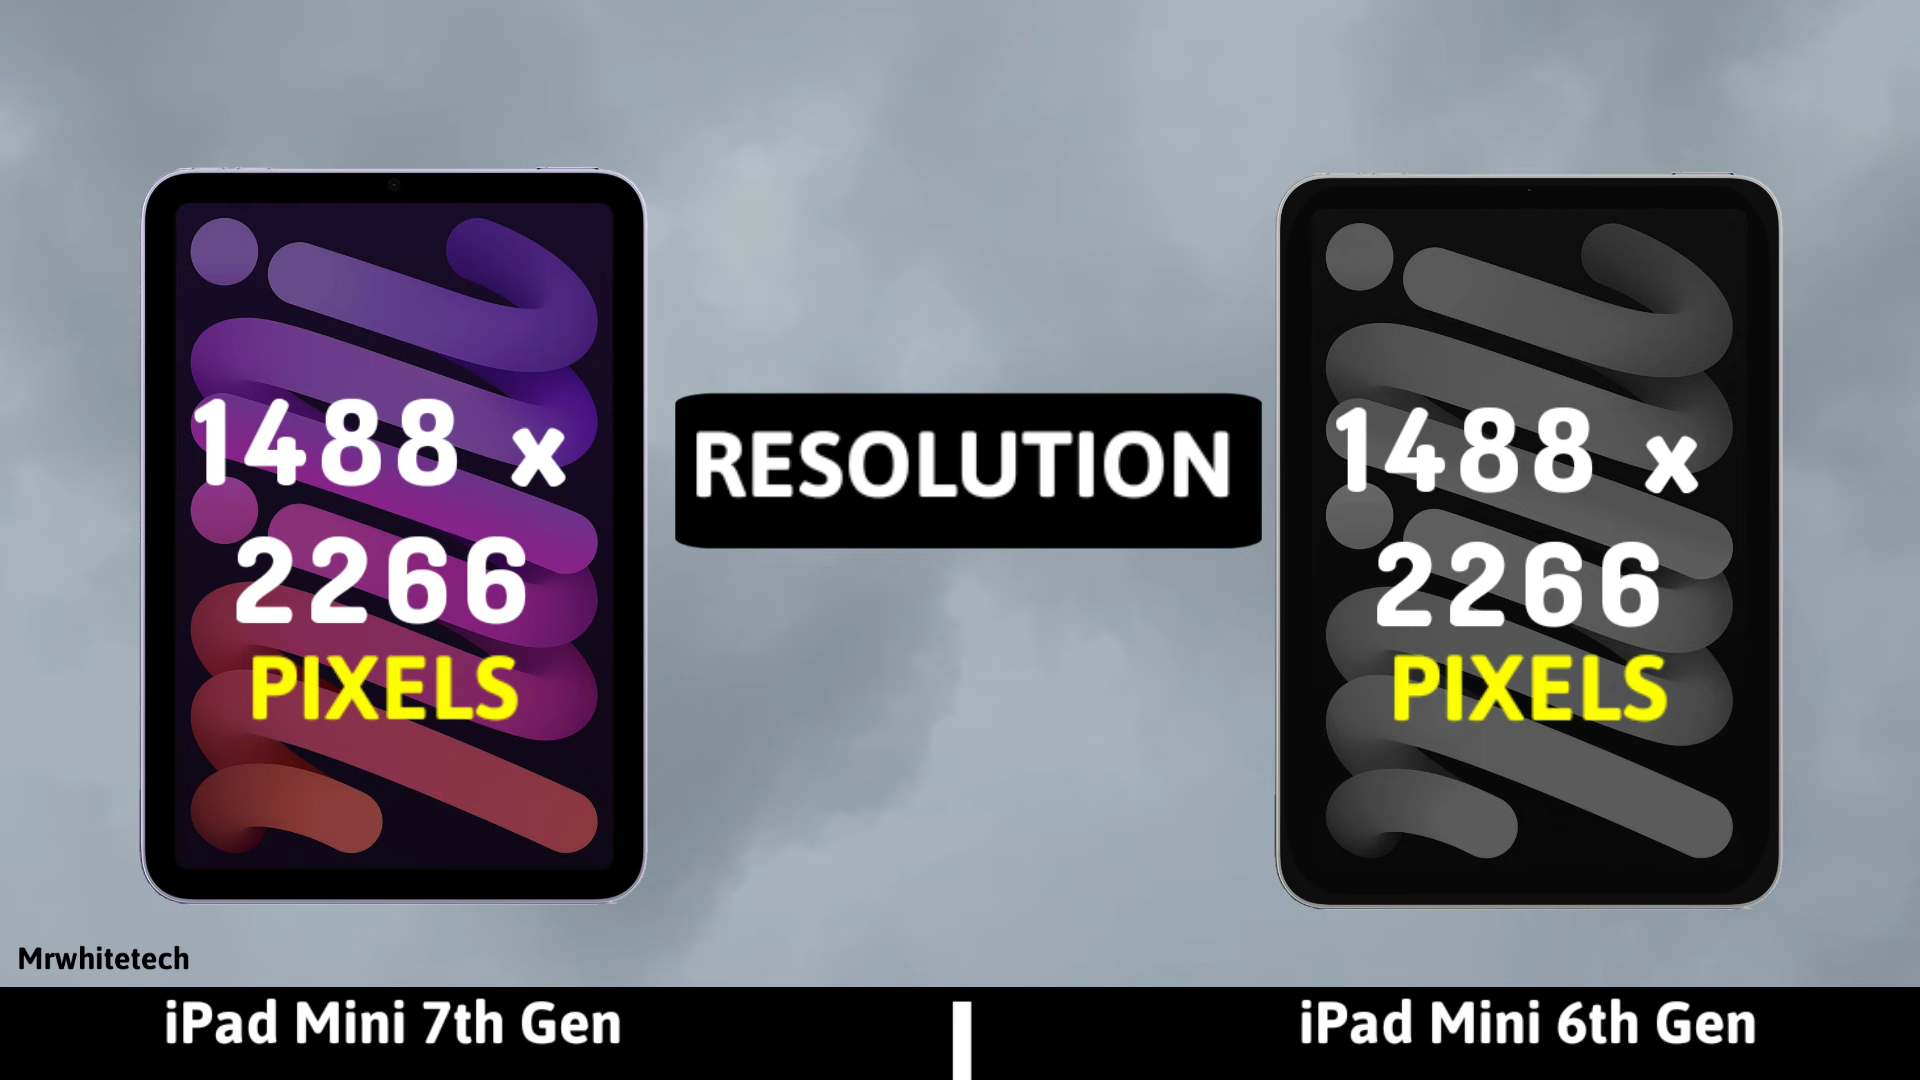 1488 x
2266
PIXELS
RESOLUTION
1488 x
2266
PIXELS
Mrwhitetech
iPad Mini 7th Gen
iPad Mini 6th Gen